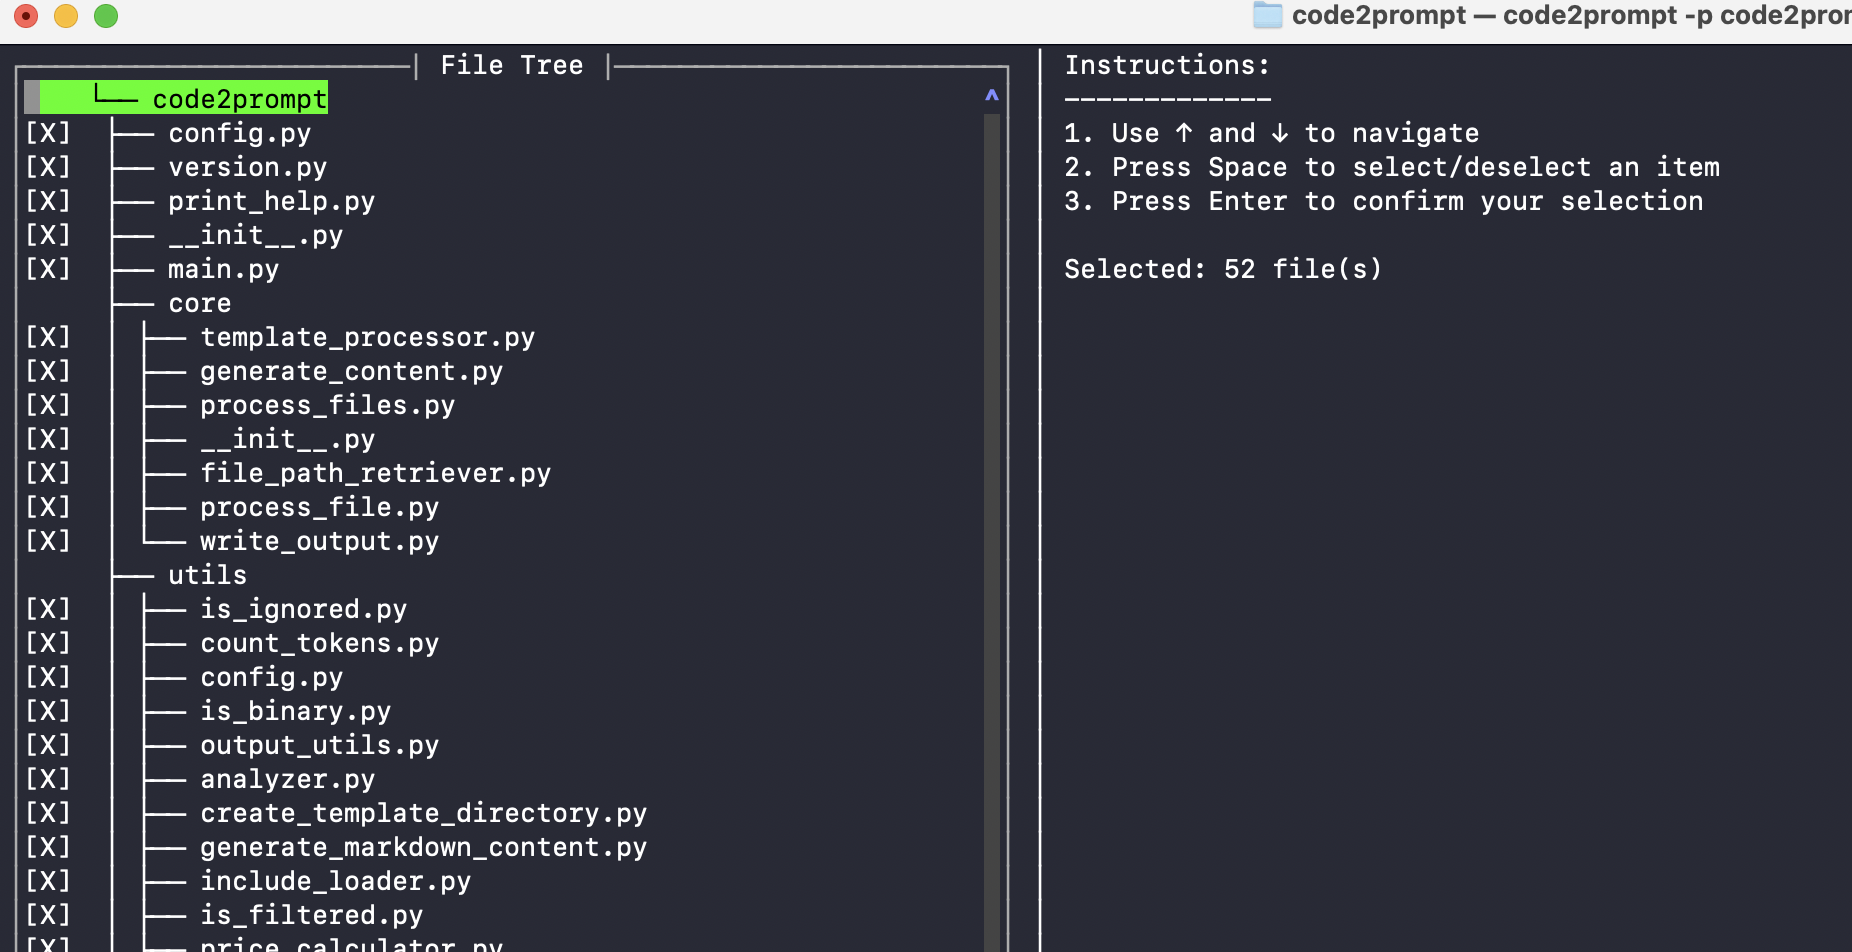 code2prompt — code2prompt -p code2pro
File Tree
└── code2prompt
[X] ├── config.py
[X] ├── version.py
[X] ├── print_help.py
[X] ├── __init__.py
[X] ├── main.py
├── core
[X] │ ├── template_processor.py
[X] │ ├── generate_content.py
[X] │ ├── process_files.py
[X] │ ├── __init__.py
[X] │ ├── file_path_retriever.py
[X] │ ├── process_file.py
[X] │ └── write_output.py
├── utils
[X] │ ├── is_ignored.py
[X] │ ├── count_tokens.py
[X] │ ├── config.py
[X] │ ├── is_binary.py
[X] │ ├── output_utils.py
[X] │ ├── analyzer.py
[X] │ ├── create_template_directory.py
[X] │ ├── generate_markdown_content.py
[X] │ ├── include_loader.py
[X] │ ├── is_filtered.py
[X] │ ├── price_calculator.py
^
Instructions:
-------------
1. Use ↑ and ↓ to navigate
2. Press Space to select/deselect an item
3. Press Enter to confirm your selection
Selected: 52 file(s)